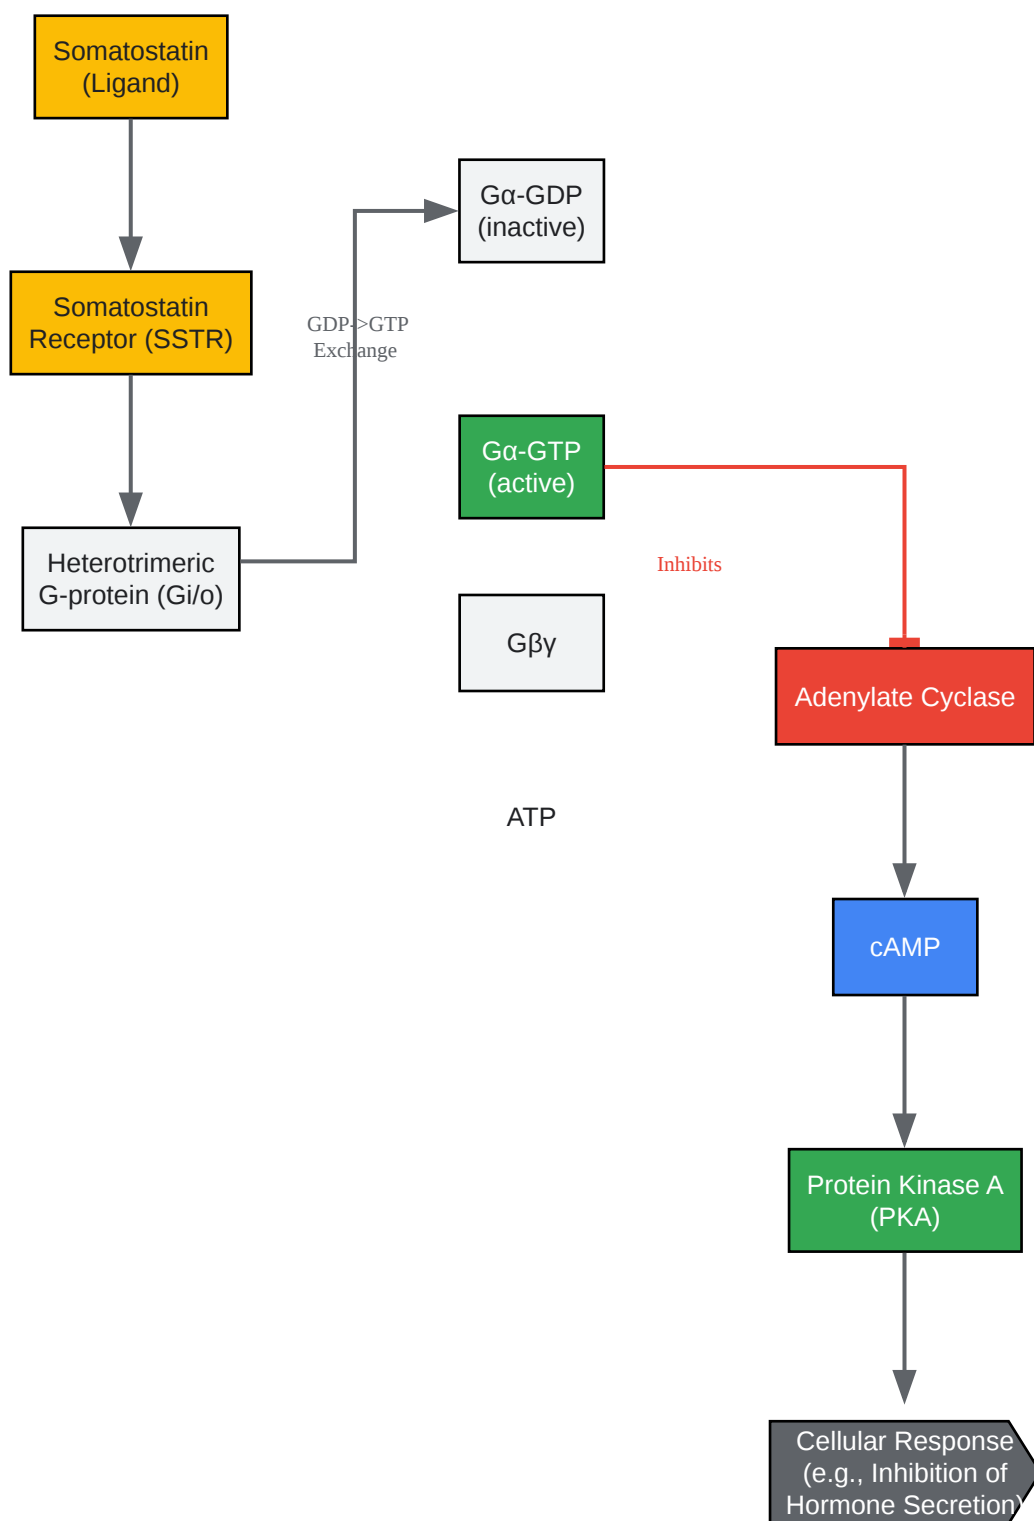 Somatostatin
(Ligand)
Gα-GDP
(inactive)
Somatostatin
Receptor (SSTR)
GDP->GTP
Exchange
Gα-GTP
(active)
Heterotrimeric
G-protein (Gi/o)
Inhibits
Gβγ
Adenylate Cyclase
ATP
cAMP
Protein Kinase A
(PKA)
Cellular Response
(e.g., Inhibition of
Hormone Secretion)